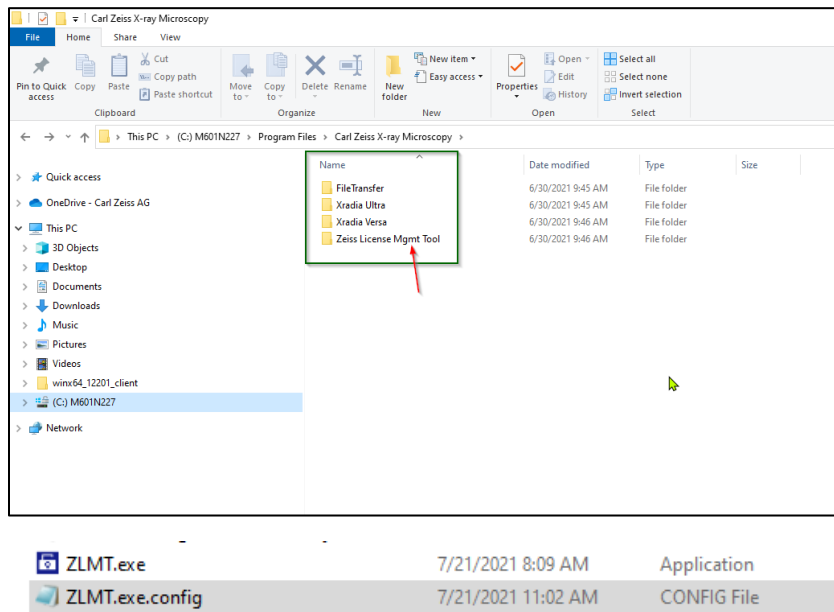 Carl Zeiss X-ray Microscopy
File Home Share View
Pin to Quick access
Copy
Paste
Cut
Copy path
Paste shortcut
Clipboard
Move to
Copy to
Delete
Rename
Organize
New folder
New item
Easy access
New
Properties
Open
Edit
History
Open
Select all
Select none
Invert selection
Select
This PC > (C:) M601N227 > Program Files > Carl Zeiss X-ray Microscopy >
Quick access
OneDrive - Carl Zeiss AG
This PC
3D Objects
Desktop
Documents
Downloads
Music
Pictures
Videos
winx64_12201_client
(C:) M601N227
Network
Name Date modified Type Size
FileTransfer 6/30/2021 9:45 AM File folder
Xradia Ultra 6/30/2021 9:45 AM File folder
Xradia Versa 6/30/2021 9:46 AM File folder
Zeiss License Mgmt Tool 6/30/2021 9:46 AM File folder
ZLMT.exe 7/21/2021 8:09 AM Application
ZLMT.exe.config 7/21/2021 11:02 AM CONFIG File